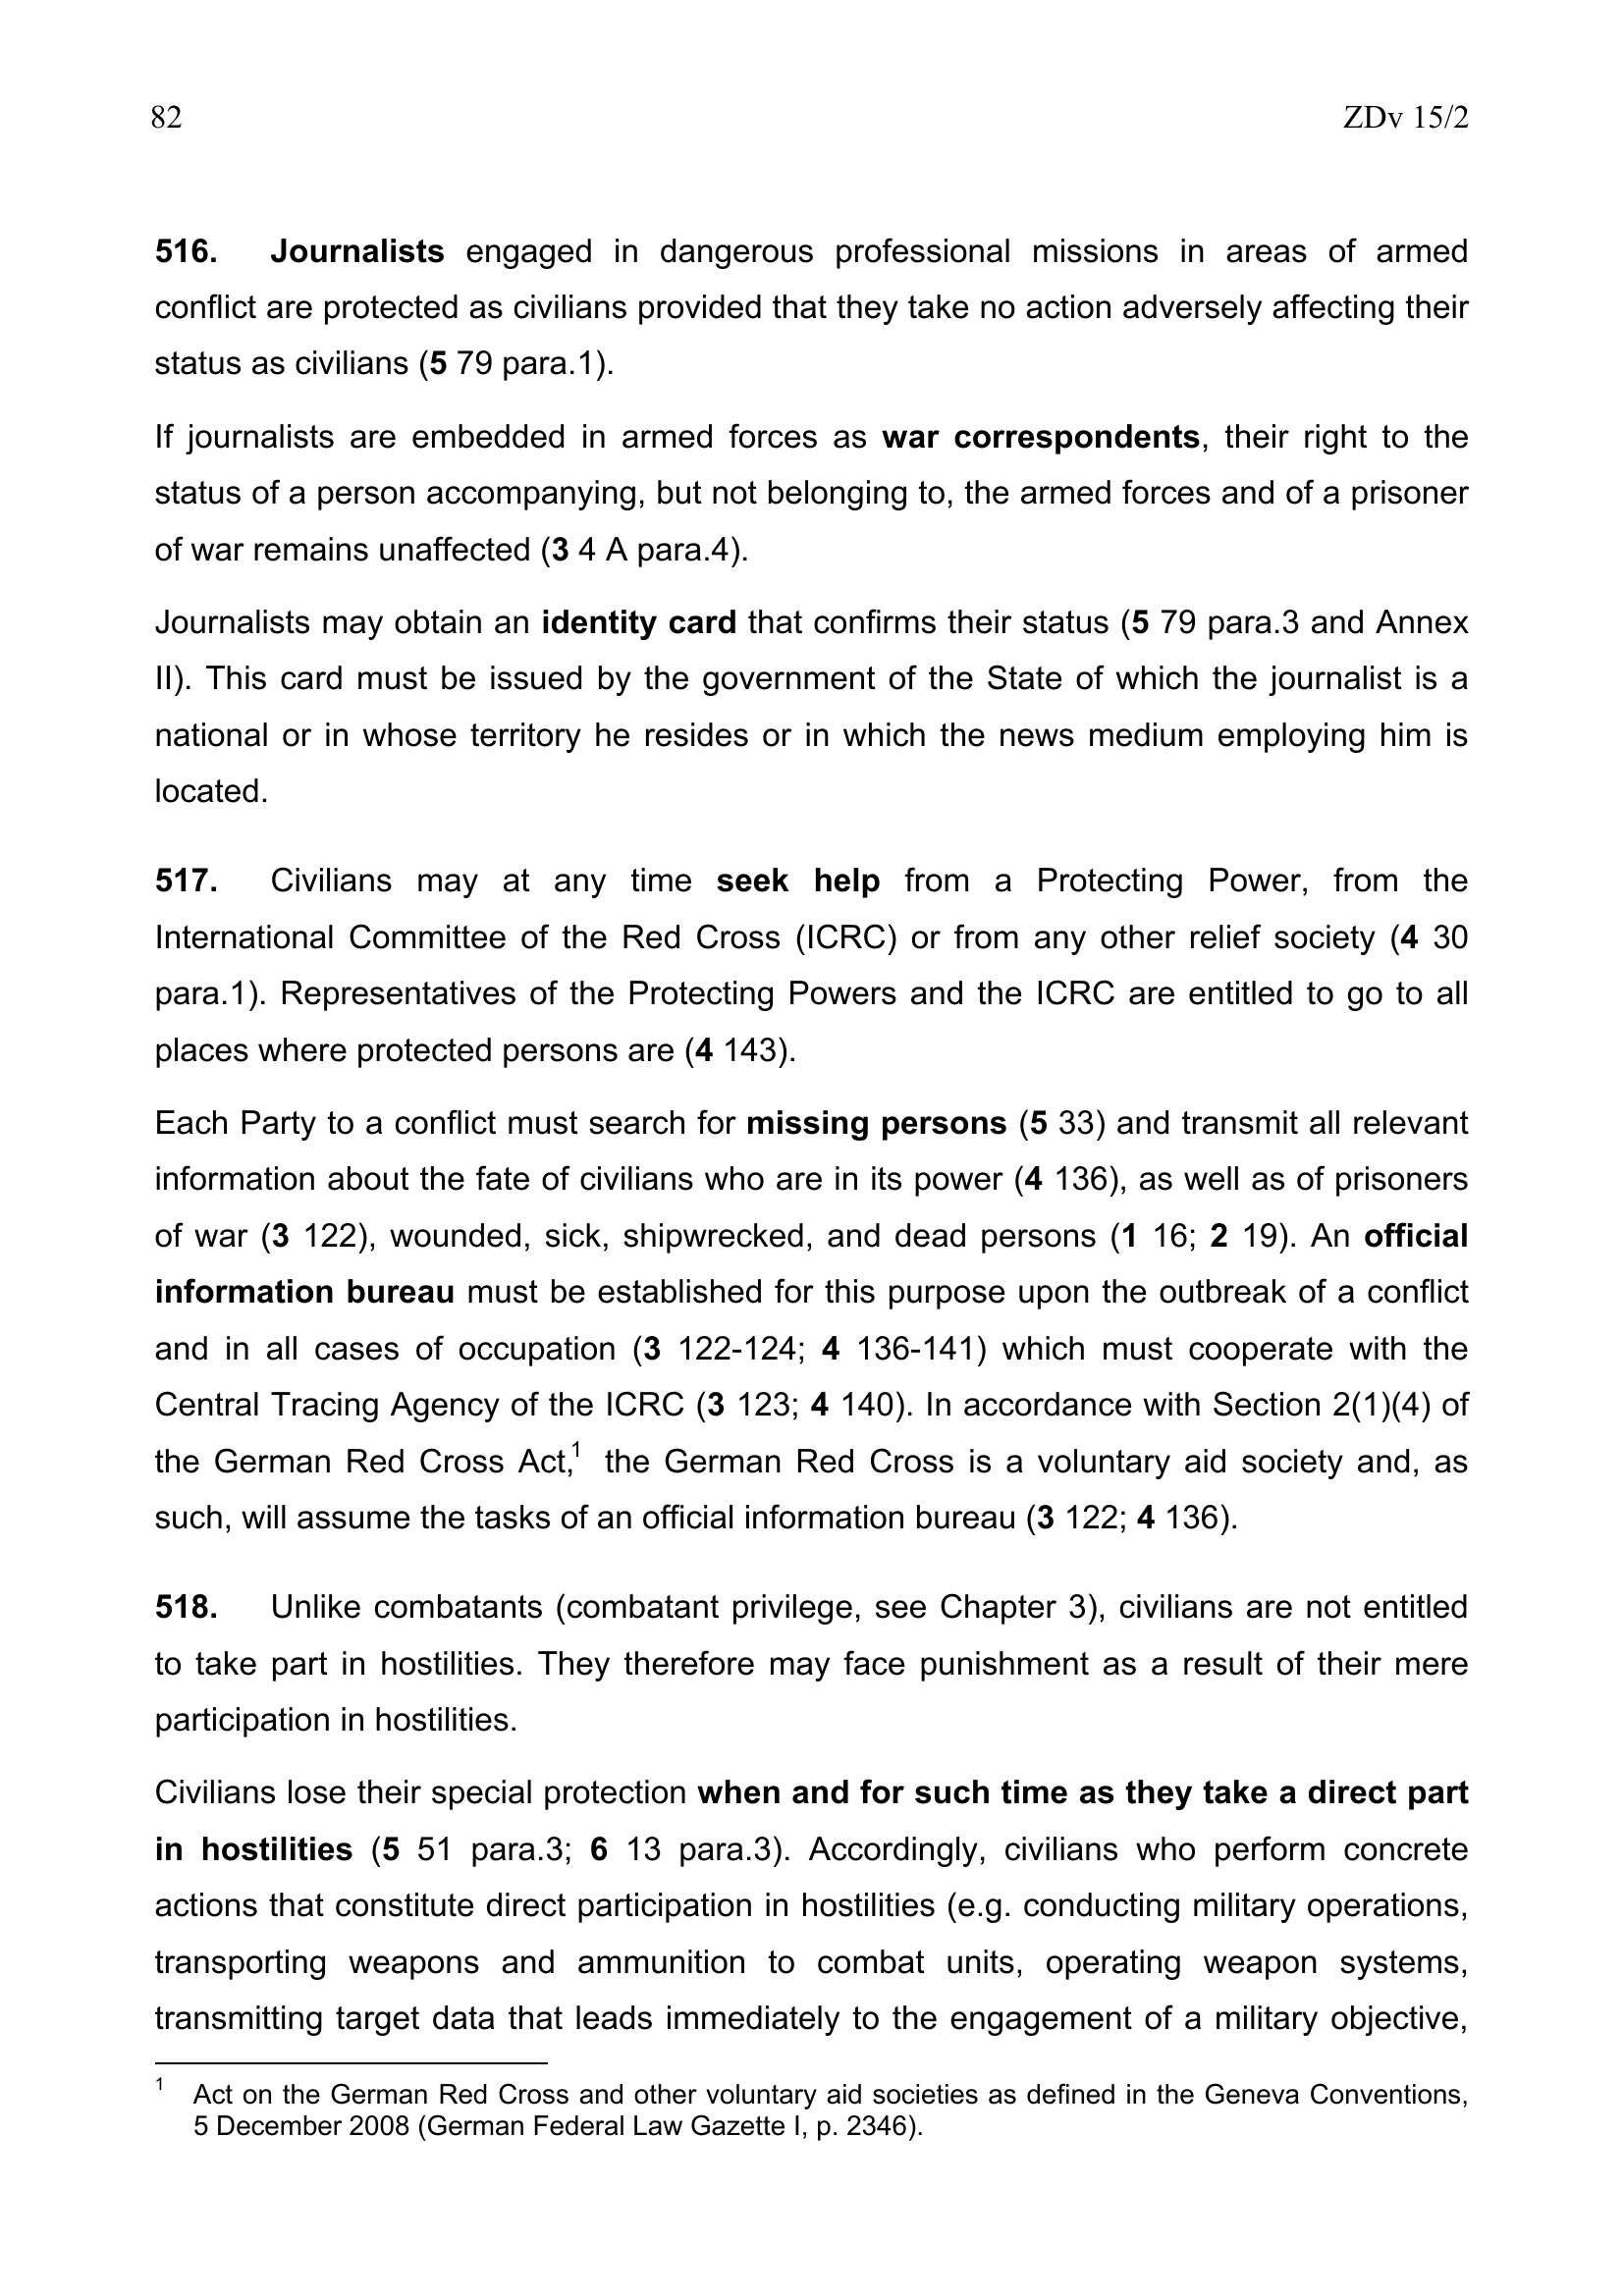 82 ZDv 15/2
516. Journalists engaged in dangerous professional missions in areas of armed
conflict are protected as civilians provided that they take no action adversely affecting their
status as civilians (5 79 para.1).
If journalists are embedded in armed forces as war correspondents, their right to the
status of a person accompanying, but not belonging to, the armed forces and of a prisoner
of war remains unaffected (3 4 A para.4).
Journalists may obtain an identity card that confirms their status (5 79 para.3 and Annex
II). This card must be issued by the government of the State of which the journalist is a
national or in whose territory he resides or in which the news medium employing him is
located.
517. Civilians may at any time seek help from a Protecting Power, from the
International Committee of the Red Cross (ICRC) or from any other relief society (4 30
para.1). Representatives of the Protecting Powers and the ICRC are entitled to go to all
places where protected persons are (4 143).
Each Party to a conflict must search for missing persons (5 33) and transmit all relevant
information about the fate of civilians who are in its power (4 136), as well as of prisoners
of war (3 122), wounded, sick, shipwrecked, and dead persons (1 16; 2 19). An official
information bureau must be established for this purpose upon the outbreak of a conflict
and in all cases of occupation (3 122-124; 4 136-141) which must cooperate with the
Central Tracing Agency of the ICRC (3 123; 4 140). In accordance with Section 2(1)(4) of
the German Red Cross Act,1 the German Red Cross is a voluntary aid society and, as
such, will assume the tasks of an official information bureau (3 122; 4 136).
518. Unlike combatants (combatant privilege, see Chapter 3), civilians are not entitled
to take part in hostilities. They therefore may face punishment as a result of their mere
participation in hostilities.
Civilians lose their special protection when and for such time as they take a direct part
in hostilities (5 51 para.3; 6 13 para.3). Accordingly, civilians who perform concrete
actions that constitute direct participation in hostilities (e.g. conducting military operations,
transporting weapons and ammunition to combat units, operating weapon systems,
transmitting target data that leads immediately to the engagement of a military objective,
1 Act on the German Red Cross and other voluntary aid societies as defined in the Geneva Conventions,
5 December 2008 (German Federal Law Gazette I, p. 2346).